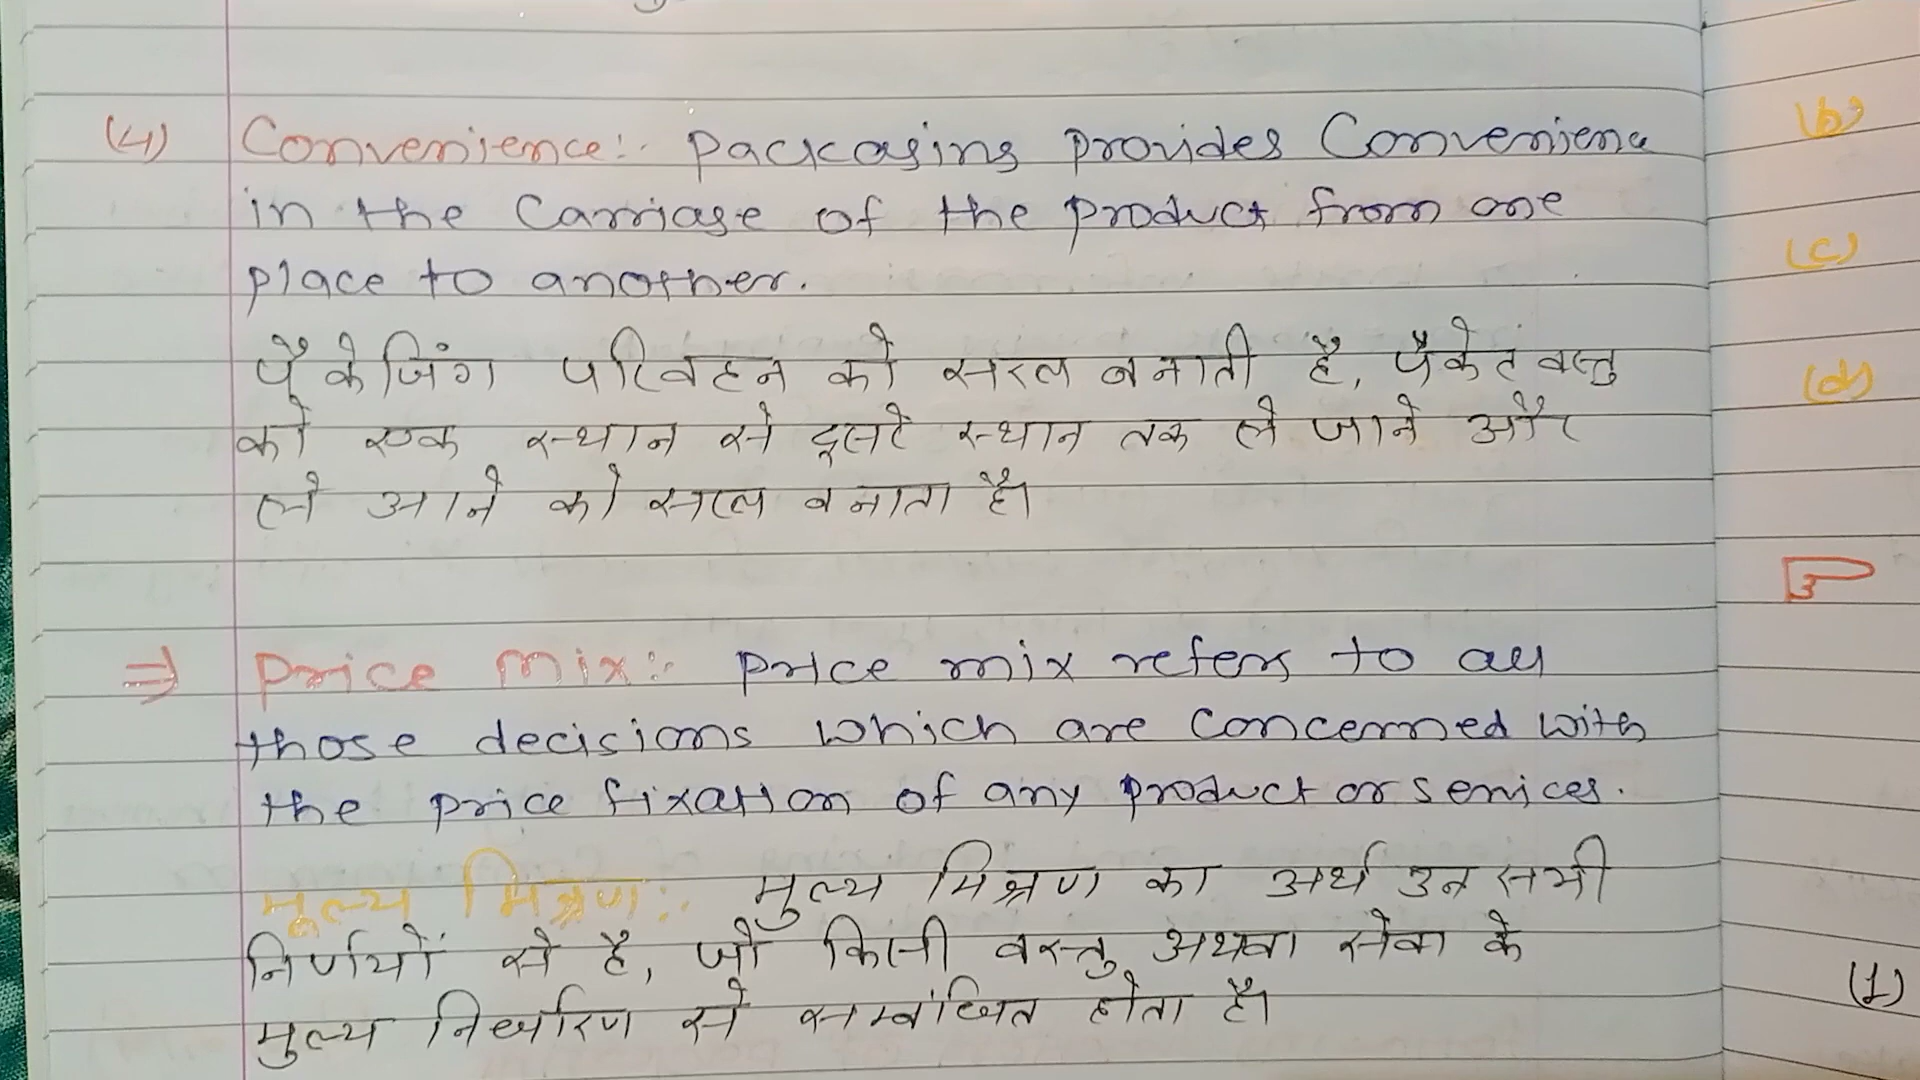 (4) Convenience:- Packaging provides Convenience
in the Carriage of the product from one
place to another.
पैकेजिंग परिवहन को सरल बनाती है, पैकेत वस्तु
को एक स्थान से दूसरे स्थान तक ले जाने और
ले आने को सरल बनाता है।
⇒ Price mix:- Price mix refers to all
those decisions which are concerned with
the price fixation of any product or services.
मूल्य मिश्रण:- मुल्य मिश्रण का अर्थ उन सभी
निर्णयों से है, जो किसी वस्तु अथवा सेवा के
मुल्य निर्धारण से सम्बंधित होता है।
(b)
(c)
(d)
(1)